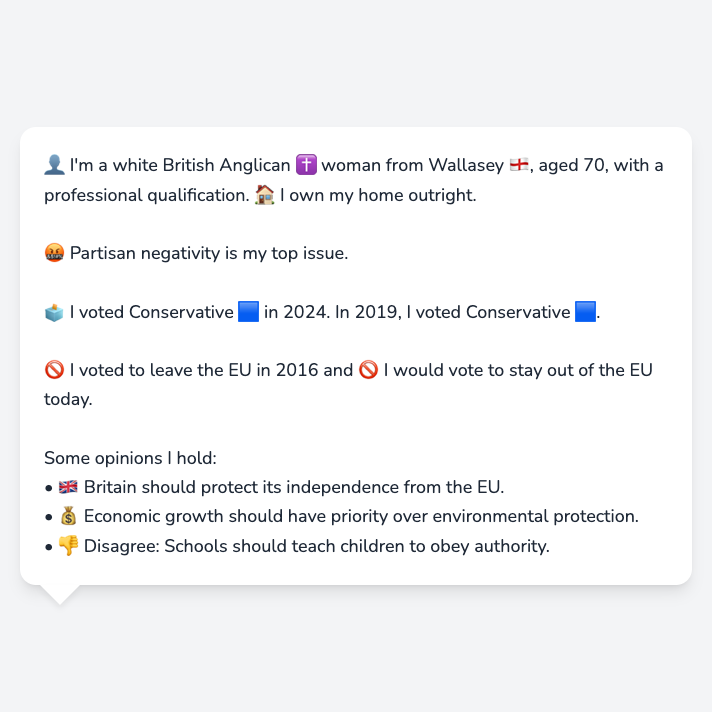 👤 I'm a white British Anglican ✝️ woman from Wallasey 🏴󠁧󠁢󠁥󠁮󠁧󠁿, aged 70, with a
professional qualification. 🏠 I own my home outright.
🤬 Partisan negativity is my top issue.
🗳️ I voted Conservative 🟦 in 2024. In 2019, I voted Conservative 🟦.
🚫 I voted to leave the EU in 2016 and 🚫 I would vote to stay out of the EU
today.
Some opinions I hold:
• 🇬🇧 Britain should protect its independence from the EU.
• 💰 Economic growth should have priority over environmental protection.
• 👎 Disagree: Schools should teach children to obey authority.